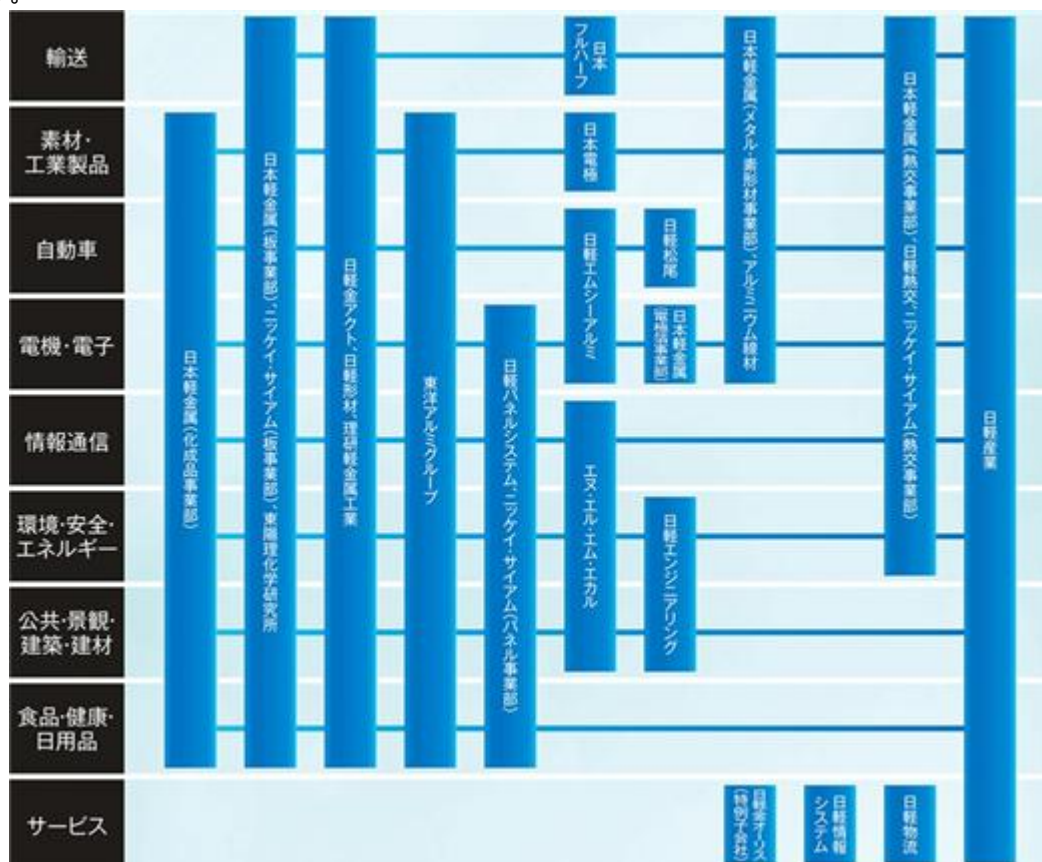 輸送
素材・
工業製品
自動車
電機・電子
情報通信
環境・安全・
エネルギー
公共・景観・
建築・建材
食品・健康・
日用品
サービス
日本軽金属(化成品事業部)
日本軽金属(板事業部)、ニッケイ・サイアム(板事業部)、東陽理化学研究所
日軽金アクト、日軽形材、理研軽金属工業
東洋アルミグループ
日軽パネルシステム、ニッケイ・サイアム(パネル事業部)
日本
フルハーフ
日本電極
日軽エムシーアルミ
エヌ・エル・エム・エカル
日軽松尾
日本軽金属
(電極箔事業部)
日軽エンジニアリング
日本軽金属(メタル・素形材事業部)、アルミニウム線材
日軽金オーリス
(特例子会社)
日軽情報
システム
日本軽金属(熱交事業部)、日軽熱交、ニッケイ・サイアム(熱交事業部)
日軽物流
日軽産業